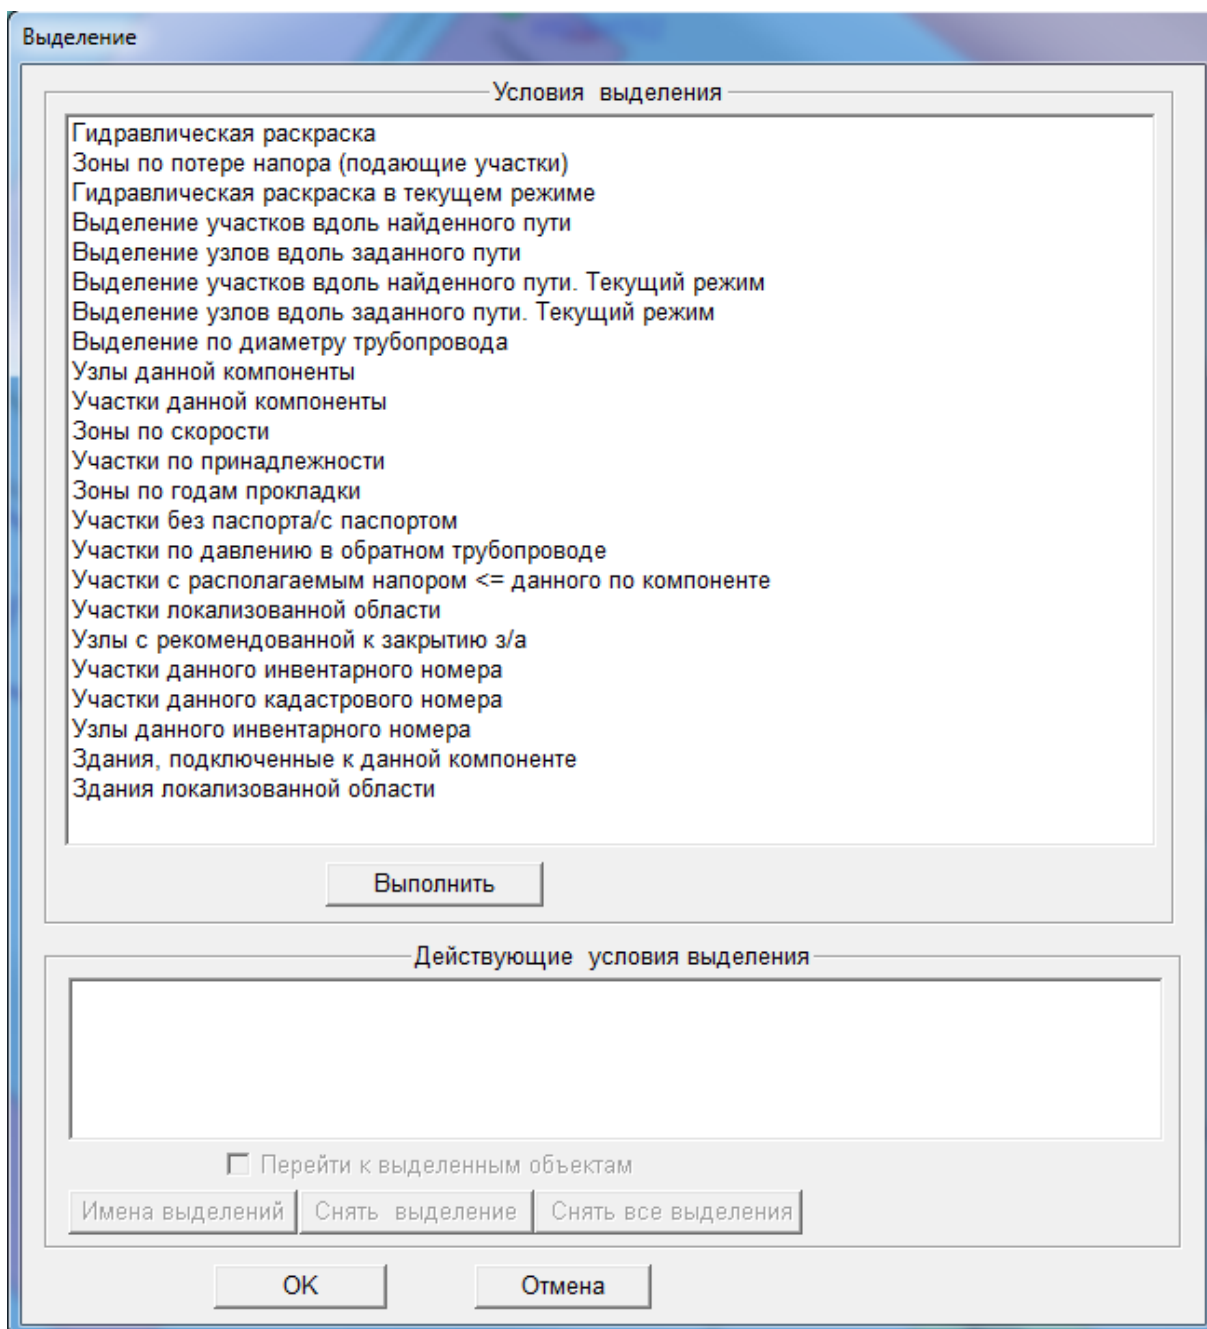 Выделение
Условия выделения
Гидравлическая раскраска
Зоны по потере напора (подающие участки)
Гидравлическая раскраска в текущем режиме
Выделение участков вдоль найденного пути
Выделение узлов вдоль заданного пути
Выделение участков вдоль найденного пути. Текущий режим
Выделение узлов вдоль заданного пути. Текущий режим
Выделение по диаметру трубопровода
Узлы данной компоненты
Участки данной компоненты
Зоны по скорости
Участки по принадлежности
Зоны по годам прокладки
Участки без паспорта/с паспортом
Участки по давлению в обратном трубопроводе
Участки с располагаемым напором <= данного по компоненте
Участки локализованной области
Узлы с рекомендованной к закрытию з/а
Участки данного инвентарного номера
Участки данного кадастрового номера
Узлы данного инвентарного номера
Здания, подключенные к данной компоненте
Здания локализованной области
Выполнить
Действующие условия выделения
Перейти к выделенным объектам
Имена выделений Снять выделение Снять все выделения
OK Отмена